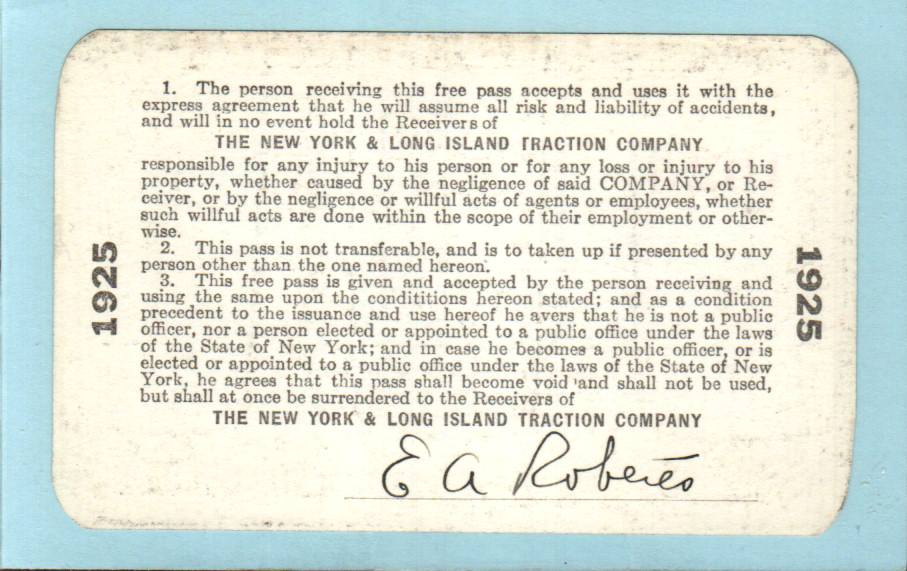 1. The person receiving this free pass accepts and uses it with the
express agreement that he will assume all risk and liability of accidents,
and will in no event hold the Receivers of
THE NEW YORK & LONG ISLAND TRACTION COMPANY
responsible for any injury to his person or for any loss or injury to his
property, whether caused by the negligence of said COMPANY, or Re-
ceiver, or by the negligence or willful acts of agents or employees, whether
such willful acts are done within the scope of their employment or other-
wise.
2. This pass is not transferable, and is to taken up if presented by any
person other than the one named hereon.
3. This free pass is given and accepted by the person receiving and
using the same upon the condititions hereon stated; and as a condition
precedent to the issuance and use hereof he avers that he is not a public
officer, nor a person elected or appointed to a public office under the laws
of the State of New York; and in case he becomes a public officer, or is
elected or appointed to a public office under the laws of the State of New
York, he agrees that this pass shall become void and shall not be used,
but shall at once be surrendered to the Receivers of
THE NEW YORK & LONG ISLAND TRACTION COMPANY
E A Roberts
1925
1925